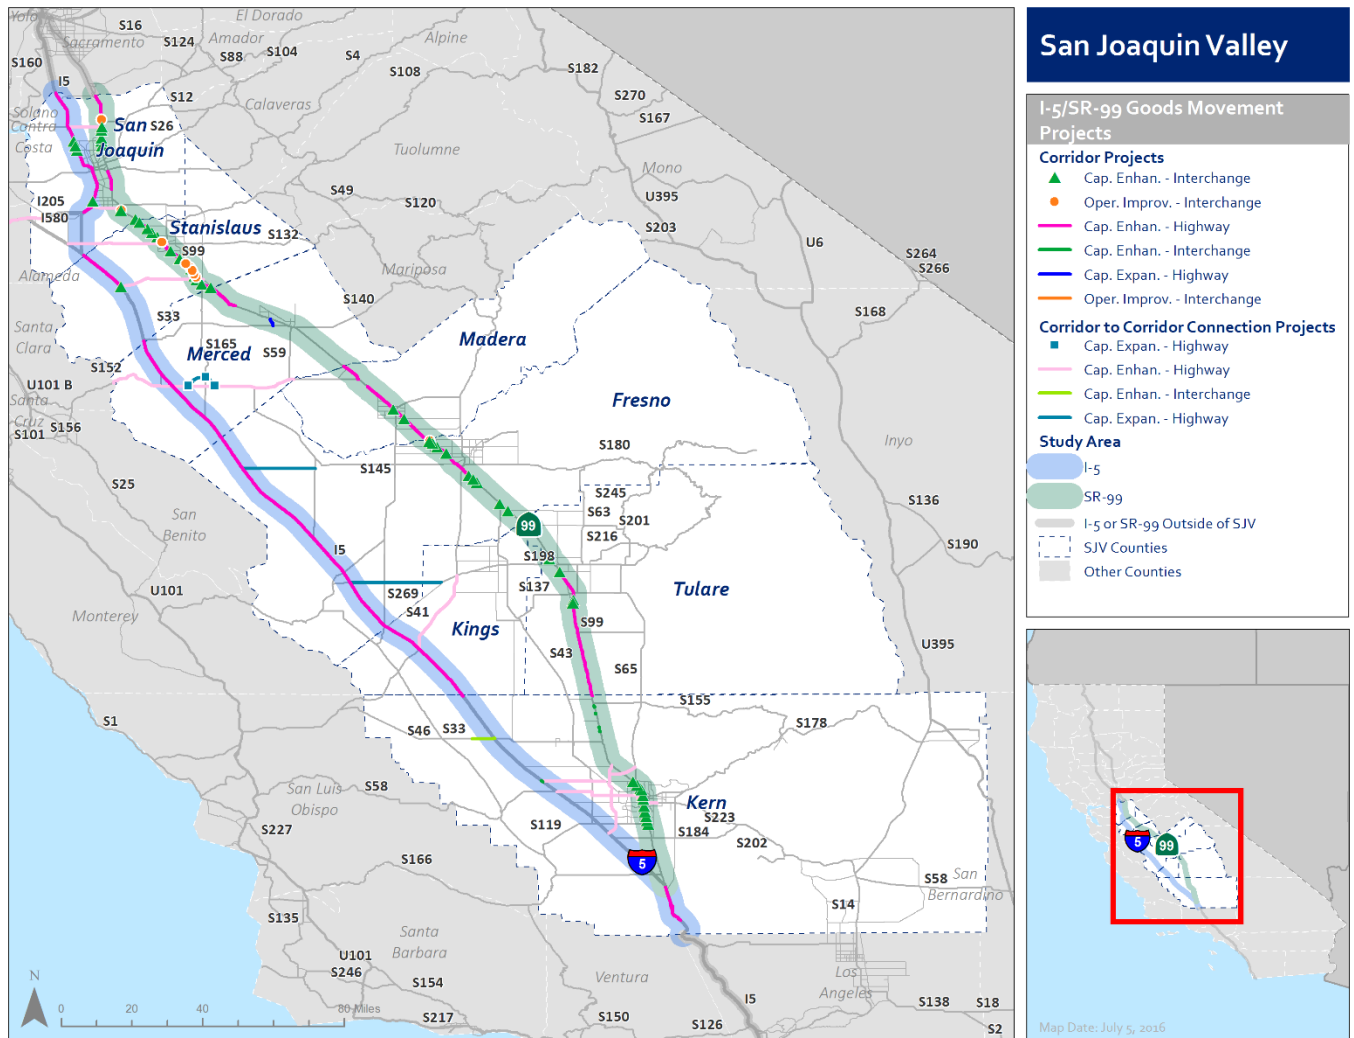 Yolo
S16
El Dorado
Sacramento
S124
Amador
S88
S104
S4
Alpine
S160
S108
S182
I5
S12
S270
Solano
Calaveras
S167
Contra
Costa
San
Joaquin
S26
Tuolumne
Mono
I205
S49
U395
I580
S120
Stanislaus
S132
S203
U6
S99
S264
S266
Alameda
Mariposa
S140
S168
S33
Santa
Clara
S165
Merced
S59
Madera
S152
U101 B
Santa
Cruz
S101
S156
Fresno
Inyo
S145
S180
S25
S245
S63
S201
S136
San
Benito
99
S216
I5
S198
S190
U101
S269
S137
Tulare
Monterey
S41
Kings
S99
S43
U395
S65
S155
S1
S46
S33
S178
San Luis
Obispo
S58
Kern
S223
S119
S184
S227
S202
S166
5
S58
San
Bernardino
S14
S135
Santa
Barbara
U101
S246
S154
Ventura
Los
Angeles
N
0
20
40
80 Miles
S217
S150
S126
I5
S138
S18
S2
San Joaquin Valley
I-5/SR-99 Goods Movement
Projects
Corridor Projects
Cap. Enhan. - Interchange
Oper. Improv. - Interchange
Cap. Enhan. - Highway
Cap. Enhan. - Interchange
Cap. Expan. - Highway
Oper. Improv. - Interchange
Corridor to Corridor Connection Projects
Cap. Expan. - Highway
Cap. Enhan. - Highway
Cap. Enhan. - Interchange
Cap. Expan. - Highway
Study Area
I-5
SR-99
I-5 or SR-99 Outside of SJV
SJV Counties
Other Counties
5
99
Map Date: July 5, 2016